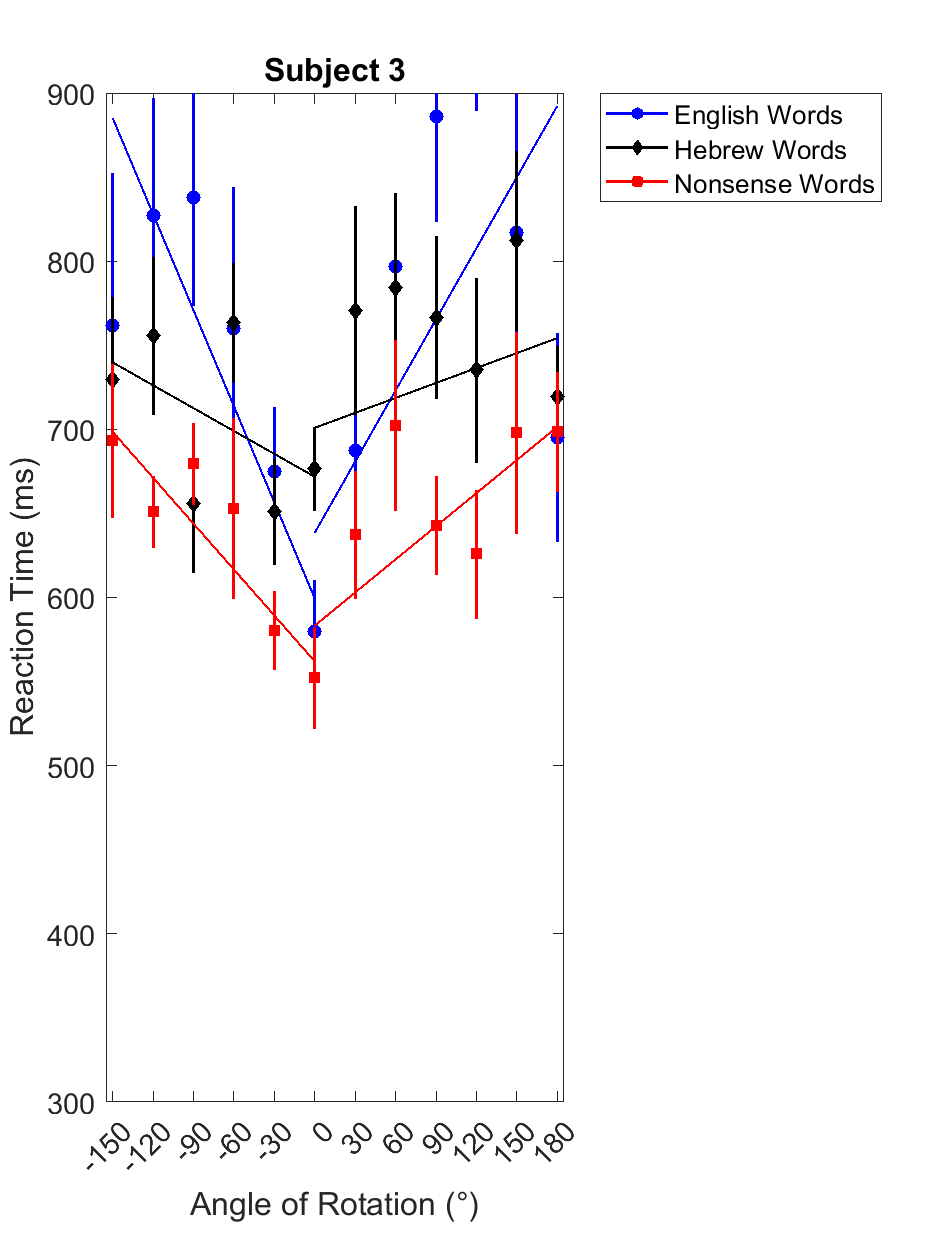 Subject 3
900
800
700
600
500
400
300
Reaction Time (ms)
-150 -120 -90 -60 -30 0 30 60 90 120 150 180
Angle of Rotation (°)
English Words
Hebrew Words
Nonsense Words